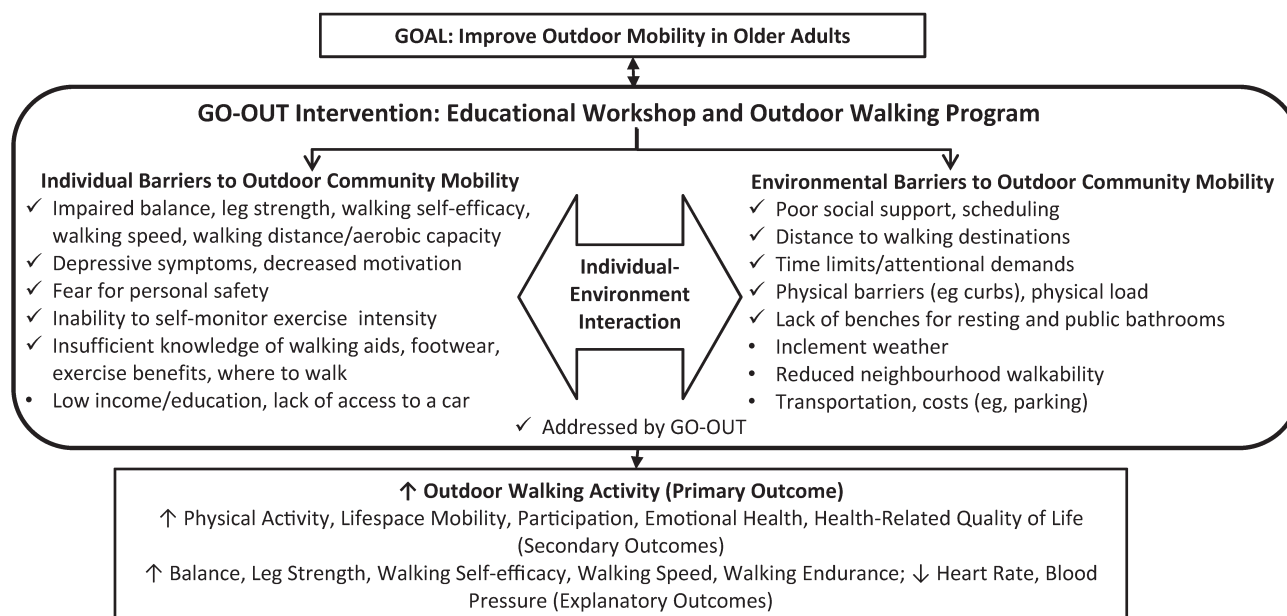 GOAL: Improve Outdoor Mobility in Older Adults
GO-OUT Intervention: Educational Workshop and Outdoor Walking Program
Individual Barriers to Outdoor Community Mobility
✓ Impaired balance, leg strength, walking self-efficacy,
walking speed, walking distance/aerobic capacity
✓ Depressive symptoms, decreased motivation
✓ Fear for personal safety
✓ Inability to self-monitor exercise intensity
✓ Insufficient knowledge of walking aids, footwear,
exercise benefits, where to walk
• Low income/education, lack of access to a car
Individual-
Environment
Interaction
Environmental Barriers to Outdoor Community Mobility
✓ Poor social support, scheduling
✓ Distance to walking destinations
✓ Time limits/attentional demands
✓ Physical barriers (eg curbs), physical load
✓ Lack of benches for resting and public bathrooms
• Inclement weather
• Reduced neighbourhood walkability
• Transportation, costs (eg, parking)
✓ Addressed by GO-OUT
↑ Outdoor Walking Activity (Primary Outcome)
↑ Physical Activity, Lifespace Mobility, Participation, Emotional Health, Health-Related Quality of Life
(Secondary Outcomes)
↑ Balance, Leg Strength, Walking Self-efficacy, Walking Speed, Walking Endurance; ↓ Heart Rate, Blood
Pressure (Explanatory Outcomes)